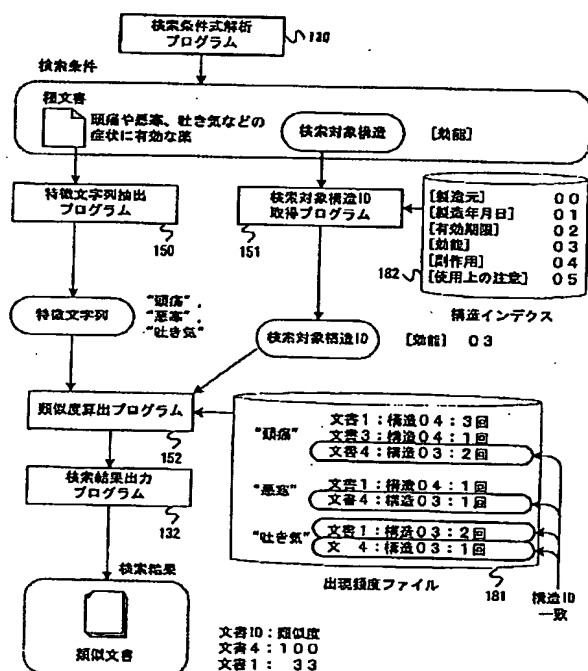 検索条件式解析
プログラム
130
検索条件
種文書
頭痛や悪寒、吐き気などの
症状に有効な薬
検索対象構造
[効能]
特徴文字列抽出
プログラム
150
検索対象構造ID
取得プログラム
151
[製造元] 00
[製造年月日] 01
[有効期限] 02
[効能] 03
[副作用] 04
[使用上の注意] 05
182
構造インデクス
特徴文字列
"頭痛",
"悪寒",
"吐き気"
検索対象構造ID
[効能] 03
類似度算出プログラム
152
"頭痛"
文書1:構造04:3回
文書3:構造04:1回
文書4:構造03:2回
"悪寒"
文書1:構造04:1回
文書4:構造03:1回
"吐き気"
文書1:構造03:2回
文 4:構造03:1回
出現頻度ファイル
181
構造ID
一致
検索結果出力
プログラム
132
検索結果
類似文書
文書ID:類似度
文書4:100
文書1: 33